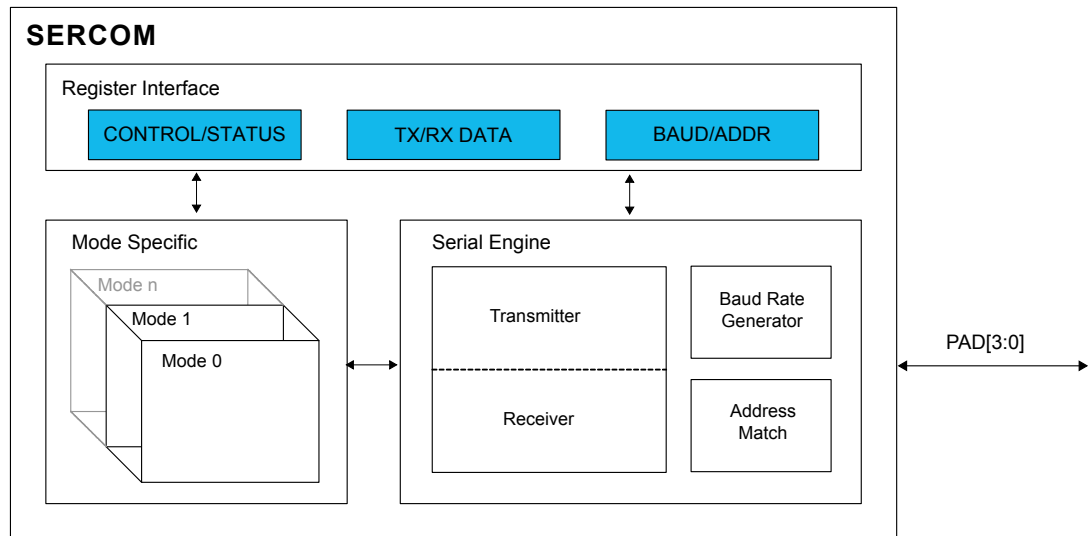 SERCOM
Register Interface
CONTROL/STATUS
TX/RX DATA
BAUD/ADDR
Mode Specific
Mode n
Mode 1
Mode 0
Serial Engine
Transmitter
Receiver
Baud Rate
Generator
Address
Match
PAD[3:0]